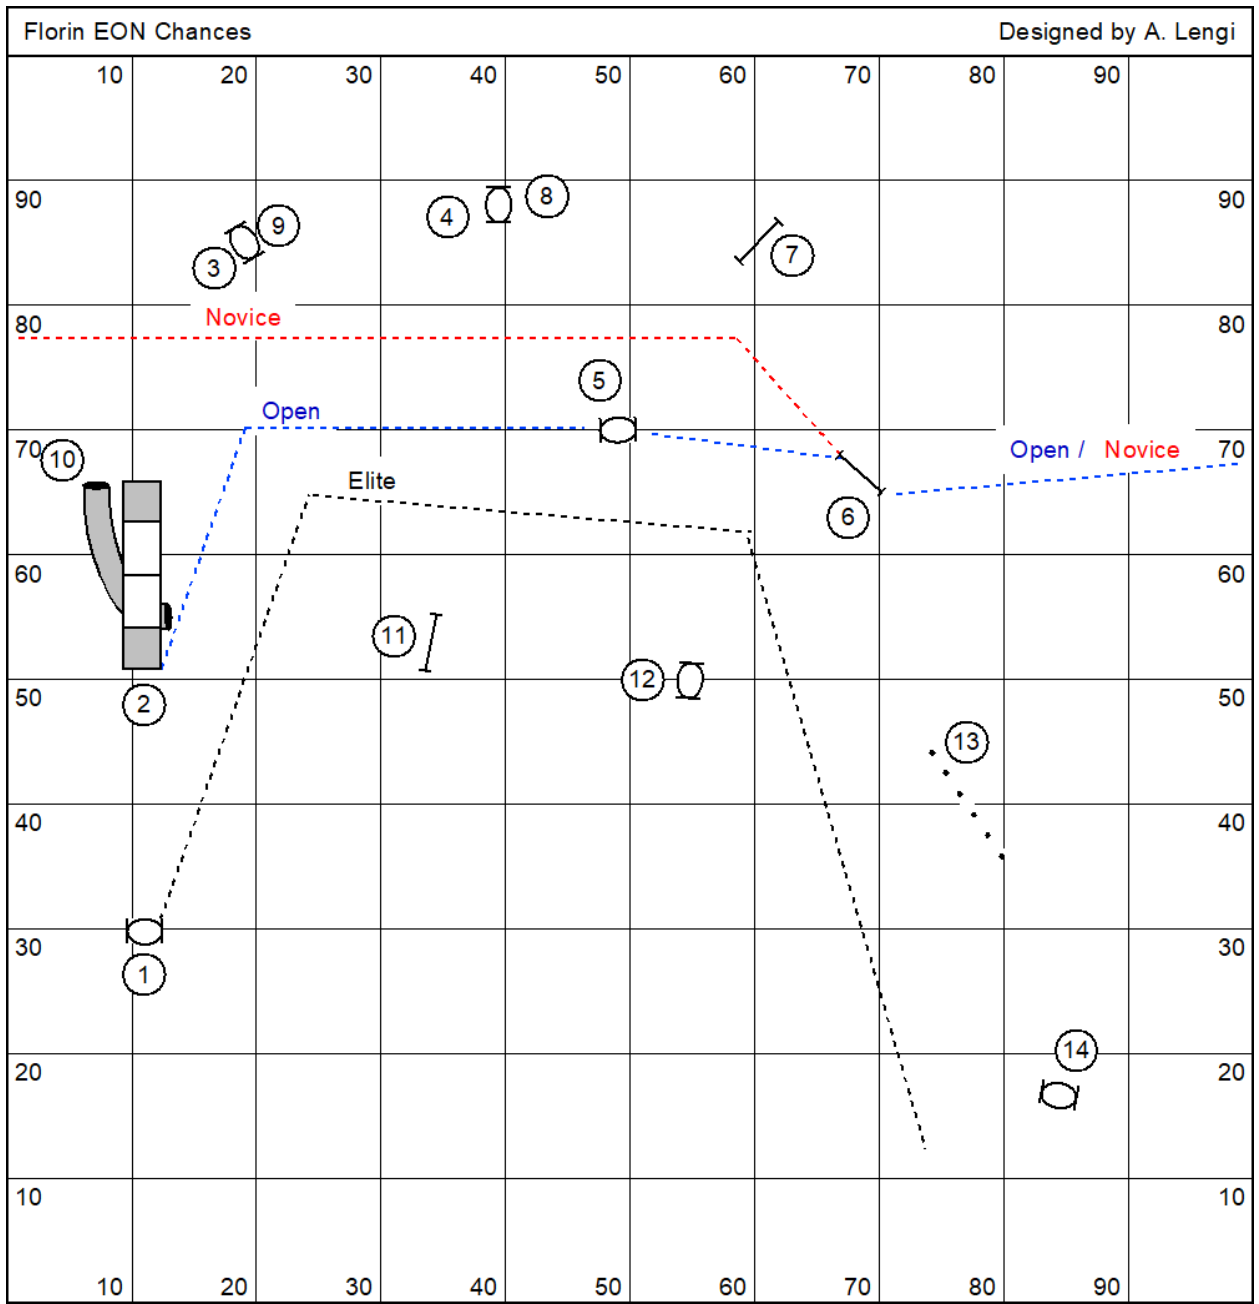 Florin EON Chances Designed by A. Lengi
10 20 30 40 50 60 70 80 90
90 8 90
4
9
7
3
80 Novice 80
5
Open
70 Open / Novice 70
10
Elite
6
60 60
11
12
50 50
2
13
40 40
30 30
1
14
20 20
10 10
10 20 30 40 50 60 70 80 90